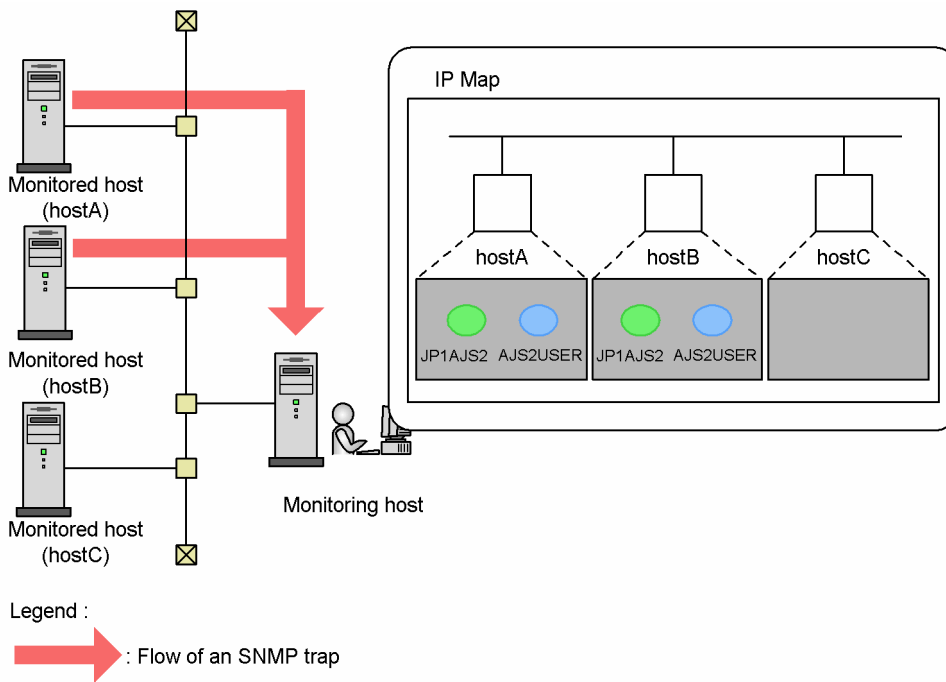 IP Map
Monitored host
(hostA)
Monitored host
(hostB)
Monitored host
(hostC)
Monitoring host
hostA
hostB
hostC
JP1AJS2
AJS2USER
JP1AJS2
AJS2USER
Legend :
: Flow of an SNMP trap